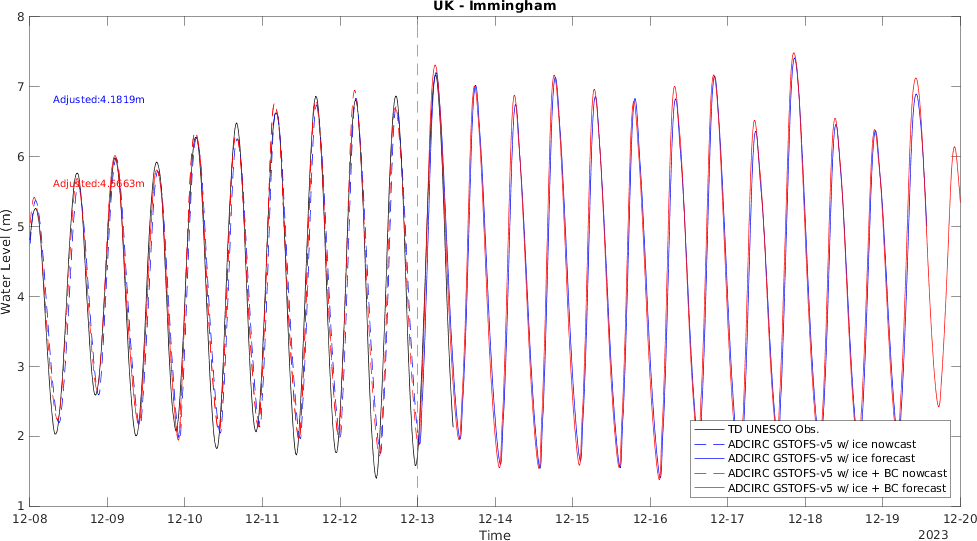 UK - Immingham
8
7
6
5
4
3
2
1
Water Level (m)
Adjusted:4.1819m
Adjusted:4.5663m
TD UNESCO Obs.
ADCIRC GSTOFS-v5 w/ ice nowcast
ADCIRC GSTOFS-v5 w/ ice forecast
ADCIRC GSTOFS-v5 w/ ice + BC nowcast
ADCIRC GSTOFS-v5 w/ ice + BC forecast
12-08 12-09 12-10 12-11 12-12 12-13 12-14 12-15 12-16 12-17 12-18 12-19 12-20
Time
2023